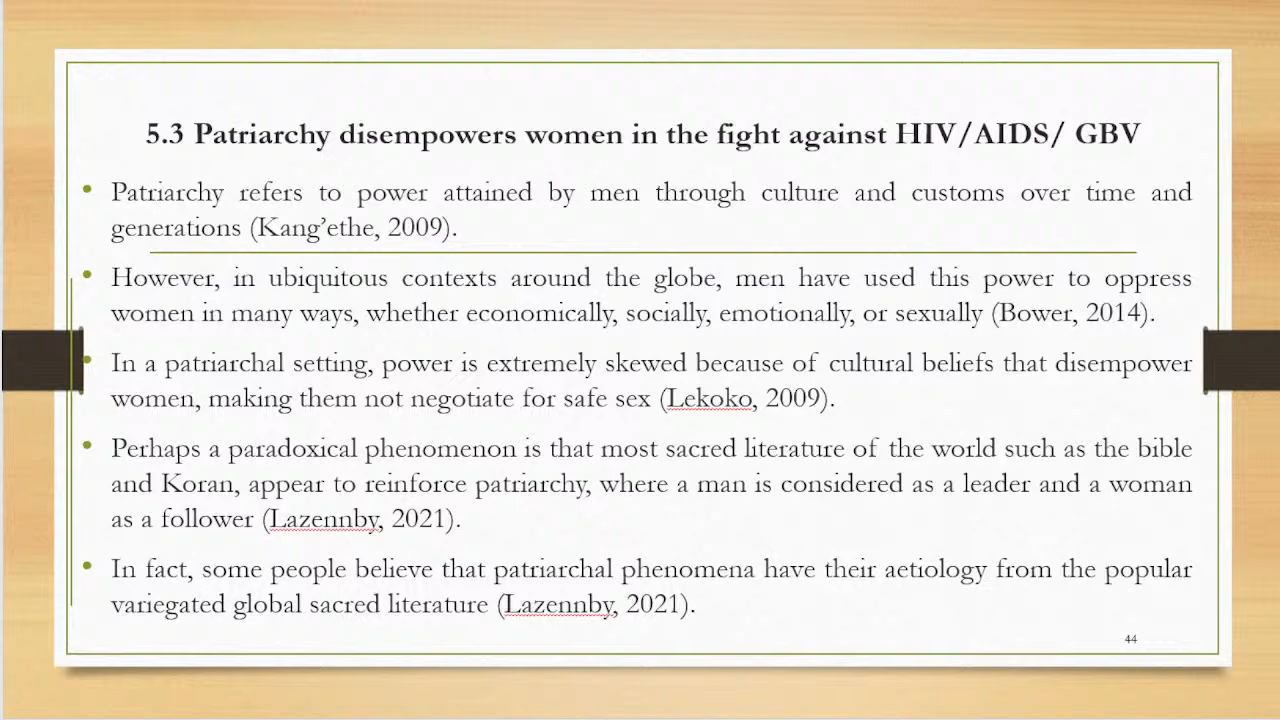 5.3 Patriarchy disempowers women in the fight against HIV/AIDS/ GBV
• Patriarchy refers to power attained by men through culture and customs over time and
generations (Kang’ethe, 2009).
• However, in ubiquitous contexts around the globe, men have used this power to oppress
women in many ways, whether economically, socially, emotionally, or sexually (Bower, 2014).
• In a patriarchal setting, power is extremely skewed because of cultural beliefs that disempower
women, making them not negotiate for safe sex (Lekoko, 2009).
• Perhaps a paradoxical phenomenon is that most sacred literature of the world such as the bible
and Koran, appear to reinforce patriarchy, where a man is considered as a leader and a woman
as a follower (Lazennby, 2021).
• In fact, some people believe that patriarchal phenomena have their aetiology from the popular
variegated global sacred literature (Lazennby, 2021).
44